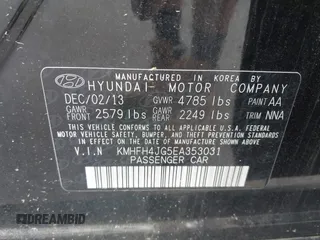 MANUFACTURED IN KOREA BY
HYUNDAI MOTOR COMPANY
DEC/02/13 GVWR 4785 lbs PAINT AA
GAWR FRONT 2579 lbs GAWR REAR 2249 lbs TRIM NNA
THIS VEHICLE CONFORMS TO ALL APPLICABLE U.S. FEDERAL
MOTOR VEHICLE SAFETY, BUMPER, AND THEFT PREVENTION
STANDARDS IN EFFECT ON THE DATE OF MANUFACTURE SHOWN ABOVE.
V.I.N KMHFH4JG5EA353031
PASSENGER CAR
DREAMBID